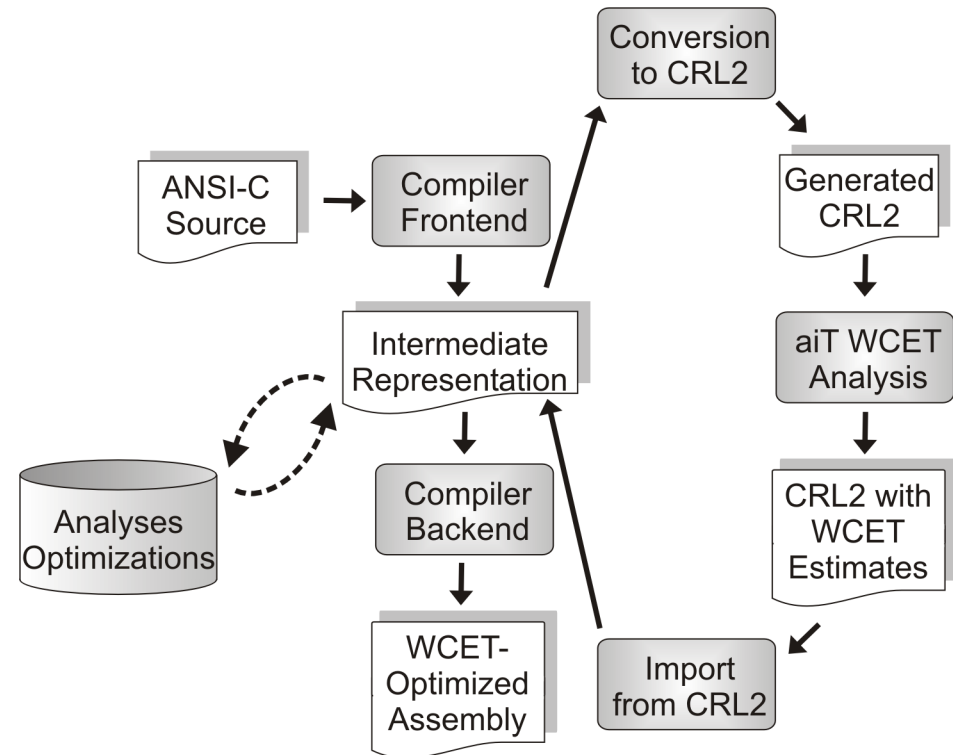 Conversion
to CRL2
ANSI-C
Source
Compiler
Frontend
Generated
CRL2
Intermediate
Representation
aiT WCET
Analysis
Analyses
Optimizations
Compiler
Backend
CRL2 with
WCET
Estimates
WCET-
Optimized
Assembly
Import
from CRL2